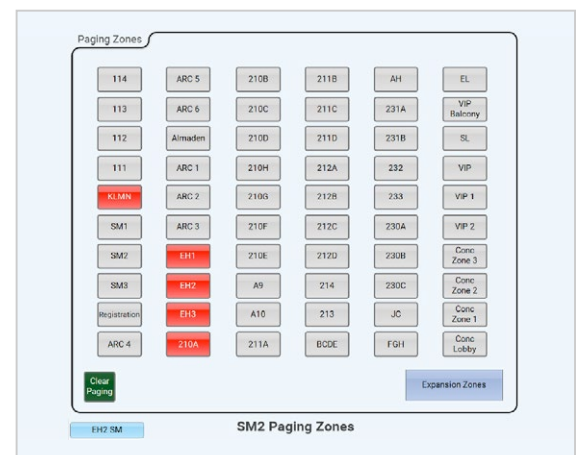 Paging Zones
114 ARC 5 210B 211B AH EL
113 ARC 6 210C 211C 231A VIP Balcony
112 Almaden 210D 211D 231B SL
111 ARC 1 210H 212A 232 VIP
KLMN ARC 2 210G 212B 233 VIP 1
SM1 ARC 3 210F 212C 230A VIP 2
SM2 EH1 210E 212D 230B Conc Zone 3
SM3 EH2 A9 214 230C Conc Zone 2
Registration EH3 A10 213 JC Conc Zone 1
ARC 4 210A 211A BCDE FGH Conc Lobby
Clear Paging
Expansion Zones
EH2 SM
SM2 Paging Zones